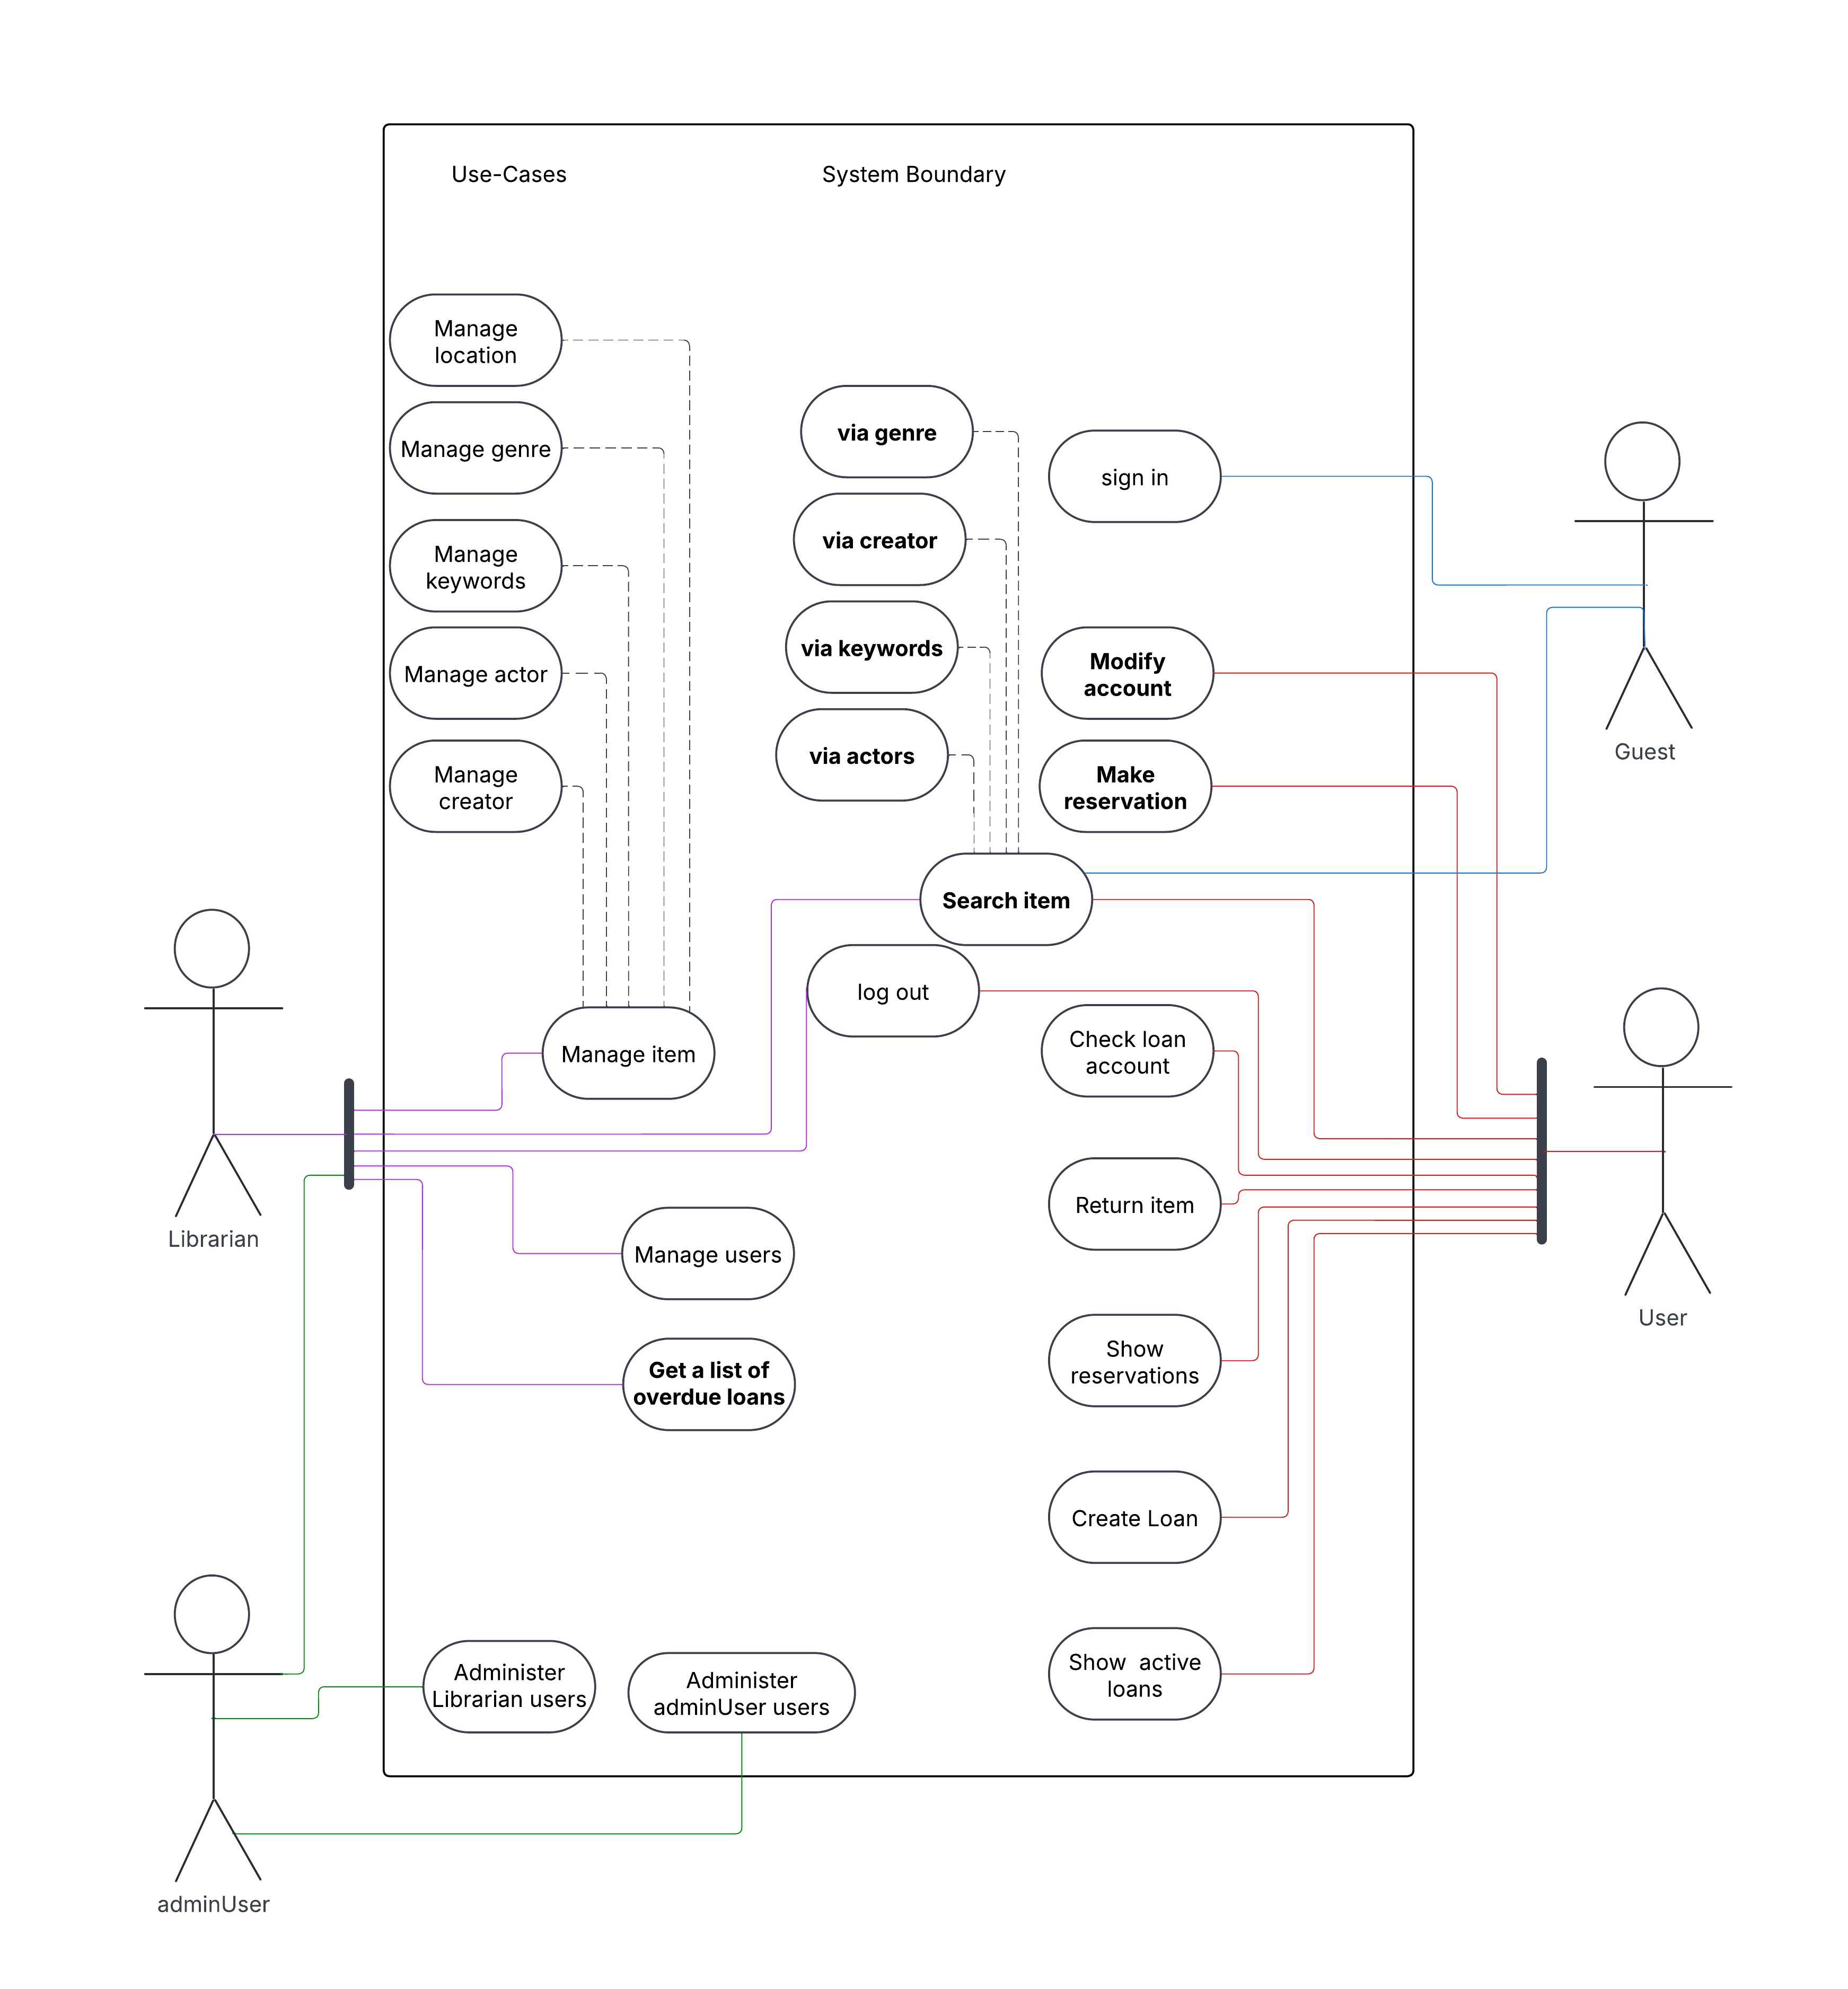 Use-Cases
System Boundary
Manage
location
Manage genre
Manage
keywords
Manage actor
Manage
creator
via genre
via creator
via keywords
via actors
sign in
Modify
account
Make
reservation
Guest
Search item
log out
Manage item
Check loan
account
Librarian
Return item
Manage users
User
Show
reservations
Get a list of
overdue loans
Create Loan
Administer
Librarian users
Administer
adminUser users
Show  active
loans
adminUser